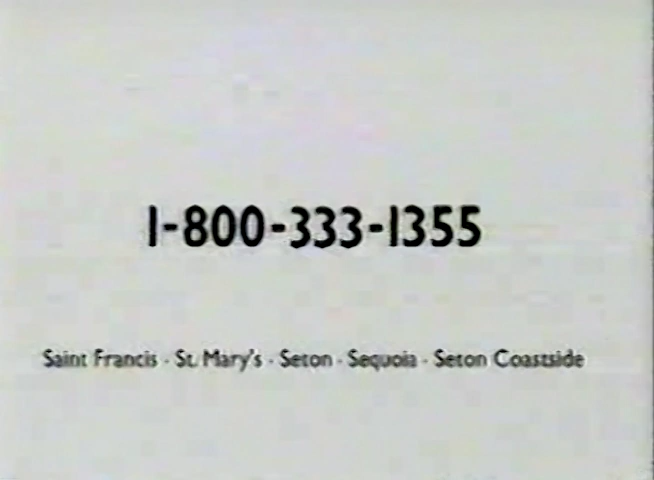 1-800-333-1355
Saint Francis · St. Mary's · Seton · Sequoia · Seton Coastside